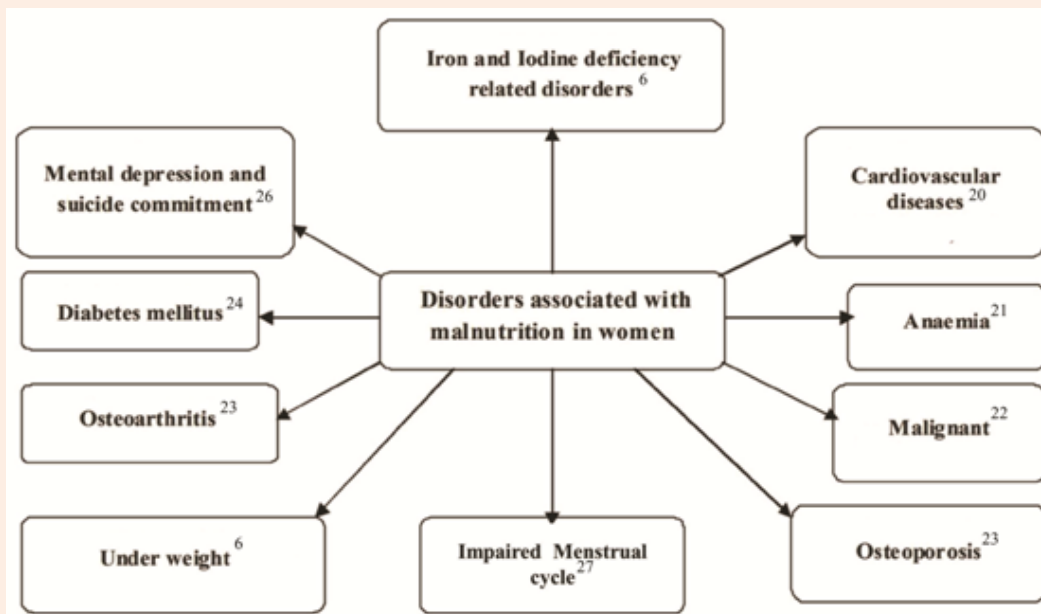 Iron and Iodine deficiency
related disorders 6
Mental depression and
suicide commitment 26
Cardiovascular
diseases 20
Diabetes mellitus 24
Disorders associated with
malnutrition in women
Anaemia 21
Osteoarthritis 23
Malignant 22
Under weight 6
Impaired Menstrual
cycle 27
Osteoporosis 23